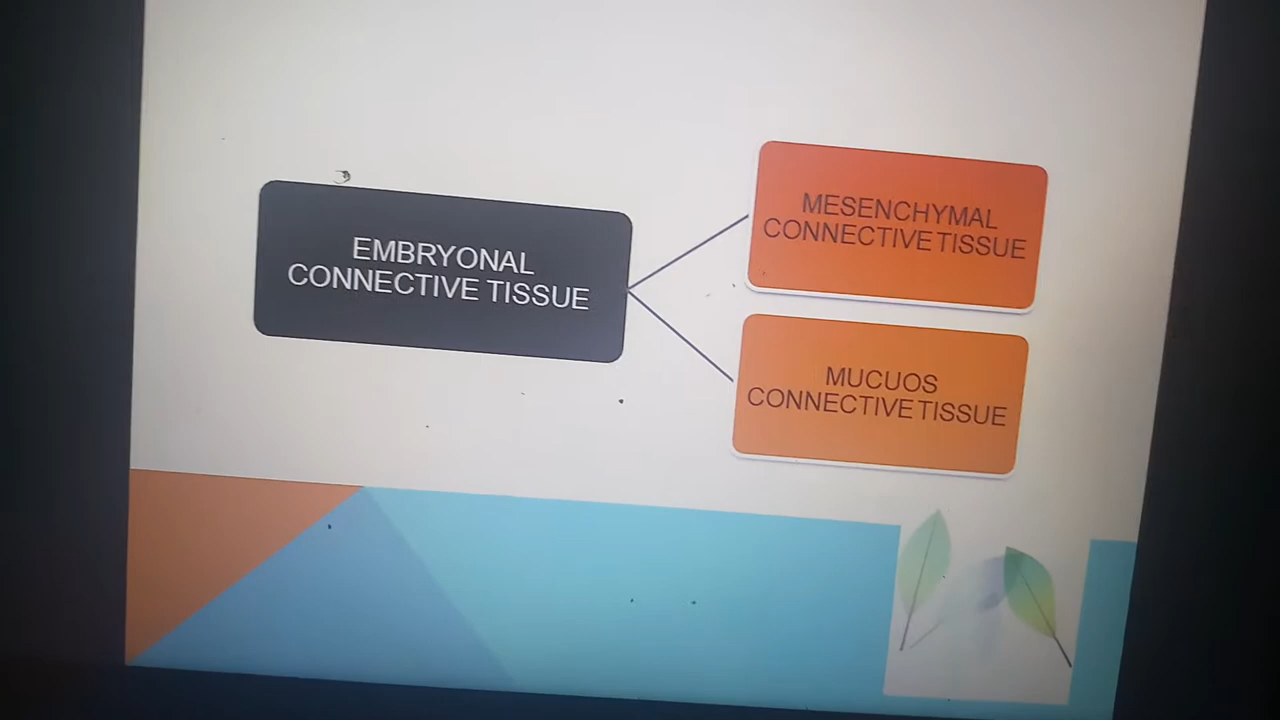 EMBRYONAL
CONNECTIVE TISSUE
MESENCHYMAL
CONNECTIVE TISSUE
MUCUOS
CONNECTIVE TISSUE